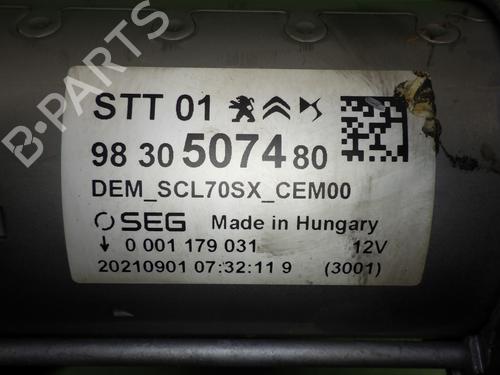 STT 01
98 30 5074 80
DEM_SCL70SX_CEM00
SEG Made in Hungary
0 001 179 031 12V
20210901 07:32:11 9 (3001)
B-PARTS